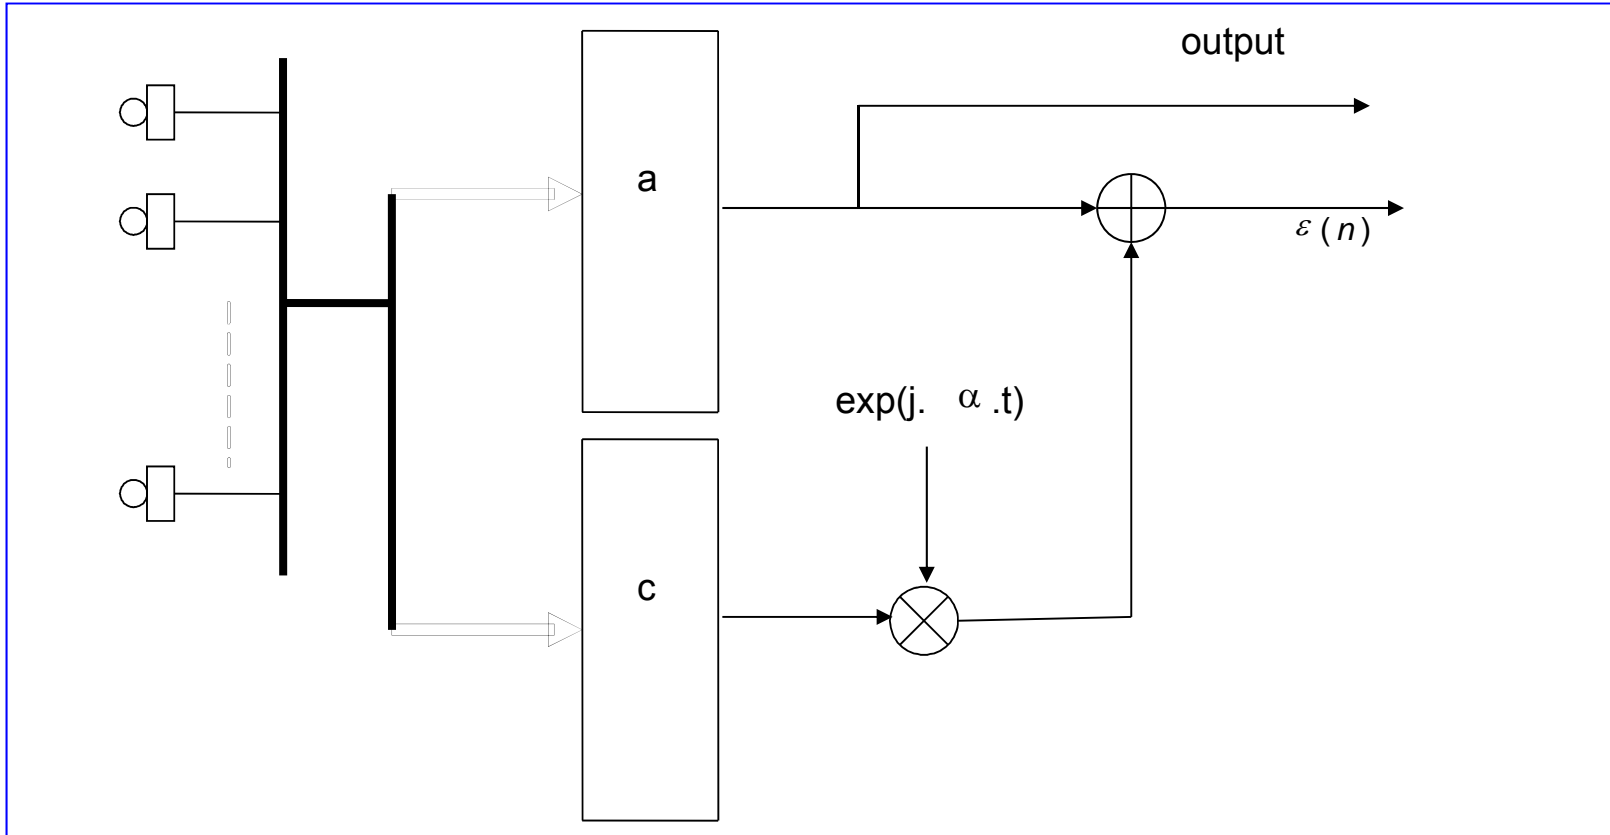 output
a
ε (n)
exp(j. α .t)
c